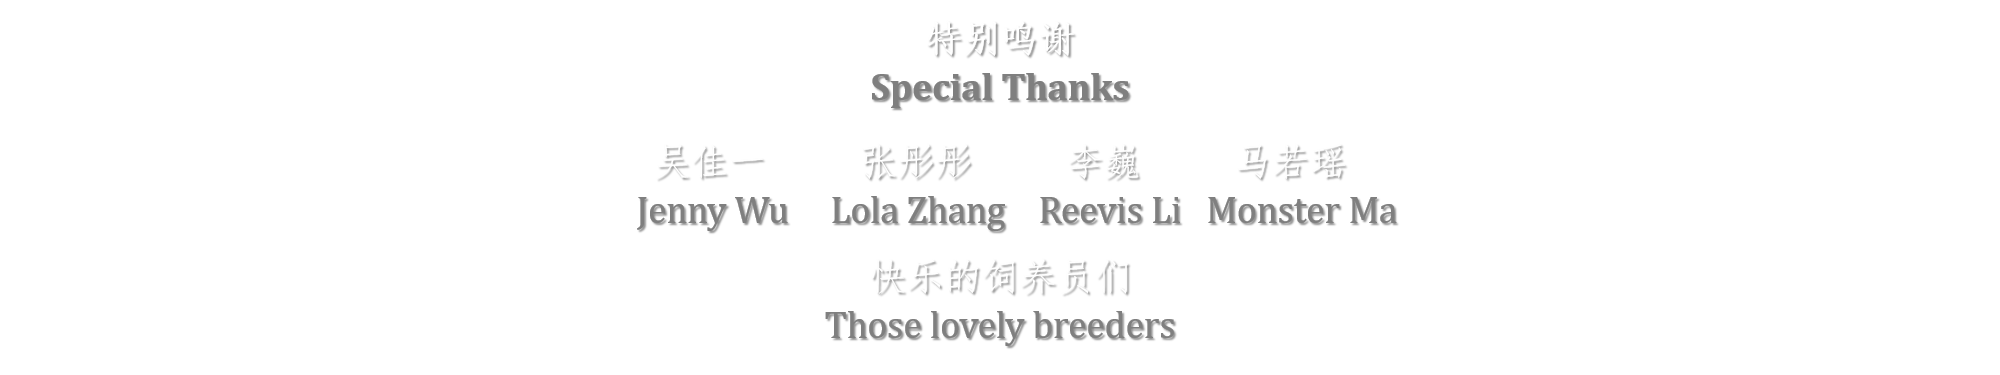 特别鸣谢
Special Thanks
吴佳一 张彤彤 李巍 马若瑶
Jenny Wu Lola Zhang Reevis Li Monster Ma
快乐的饲养员们
Those lovely breeders